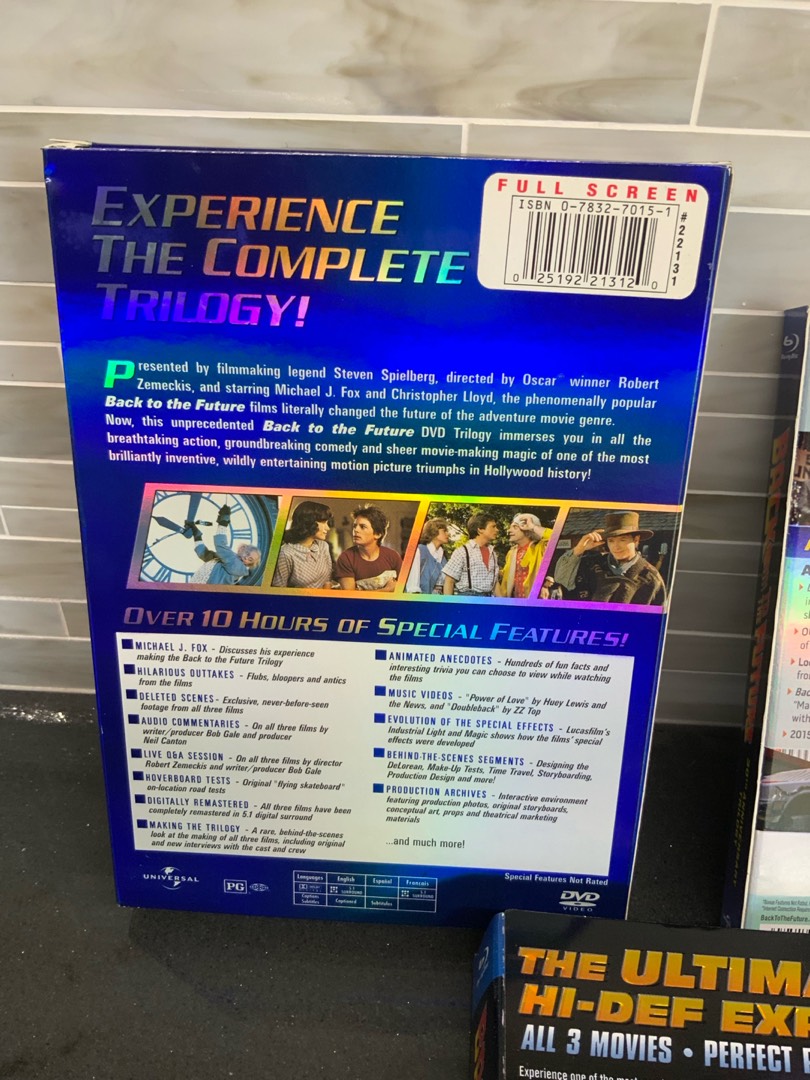 EXPERIENCE
THE COMPLETE
TRILOGY!
FULL SCREEN
ISBN 0-7832-7015-1
#22131
0 25192 21312 0
Presented by filmmaking legend Steven Spielberg, directed by Oscar winner Robert
Zemeckis, and starring Michael J. Fox and Christopher Lloyd, the phenomenally popular
Back to the Future films literally changed the future of the adventure movie genre.
Now, this unprecedented Back to the Future DVD Trilogy immerses you in all the
breathtaking action, groundbreaking comedy and sheer movie-making magic of one of the most
brilliantly inventive, wildly entertaining motion picture triumphs in Hollywood history!
OVER 10 HOURS OF SPECIAL FEATURES!
MICHAEL J. FOX - Discusses his experience
making the Back to the Future Trilogy
HILARIOUS OUTTAKES - Flubs, bloopers and antics
from the films
DELETED SCENES- Exclusive, never-before-seen
footage from all three films
AUDIO COMMENTARIES - On all three films by
writer/producer Bob Gale and producer
Neil Canton
LIVE Q&A SESSION - On all three films by director
Robert Zemeckis and writer/producer Bob Gale
HOVERBOARD TESTS - Original "flying skateboard"
on-location road tests
DIGITALLY REMASTERED - All three films have been
completely remastered in 5.1 digital surround
MAKING THE TRILOGY - A rare, behind-the-scenes
look at the making of all three films, including original
and new interviews with the cast and crew
ANIMATED ANECDOTES - Hundreds of fun facts and
interesting trivia you can choose to view while watching
the films
MUSIC VIDEOS - "Power of Love" by Huey Lewis and
the News, and "Doubleback" by ZZ Top
EVOLUTION OF THE SPECIAL EFFECTS - Lucasfilm's
Industrial Light and Magic shows how the films' special
effects were developed
BEHIND-THE-SCENES SEGMENTS - Designing the
DeLorean, Make-Up Tests, Time Travel, Storyboarding,
Production Design and more!
PRODUCTION ARCHIVES - Interactive environment
featuring production photos, original storyboards,
conceptual art, props and theatrical marketing
materials
...and much more!
UNIVERSAL
PG
Languages English Español Français
5.1 SURROUND
Captions Subtitles Captioned Subtitles
Special Features Not Rated
DVD
VIDEO
BACK
FUTURE
2015
BackToTheFuture.
THE ULTIMA
HI-DEF EXP
ALL 3 MOVIES • PERFECT
Experience one of the